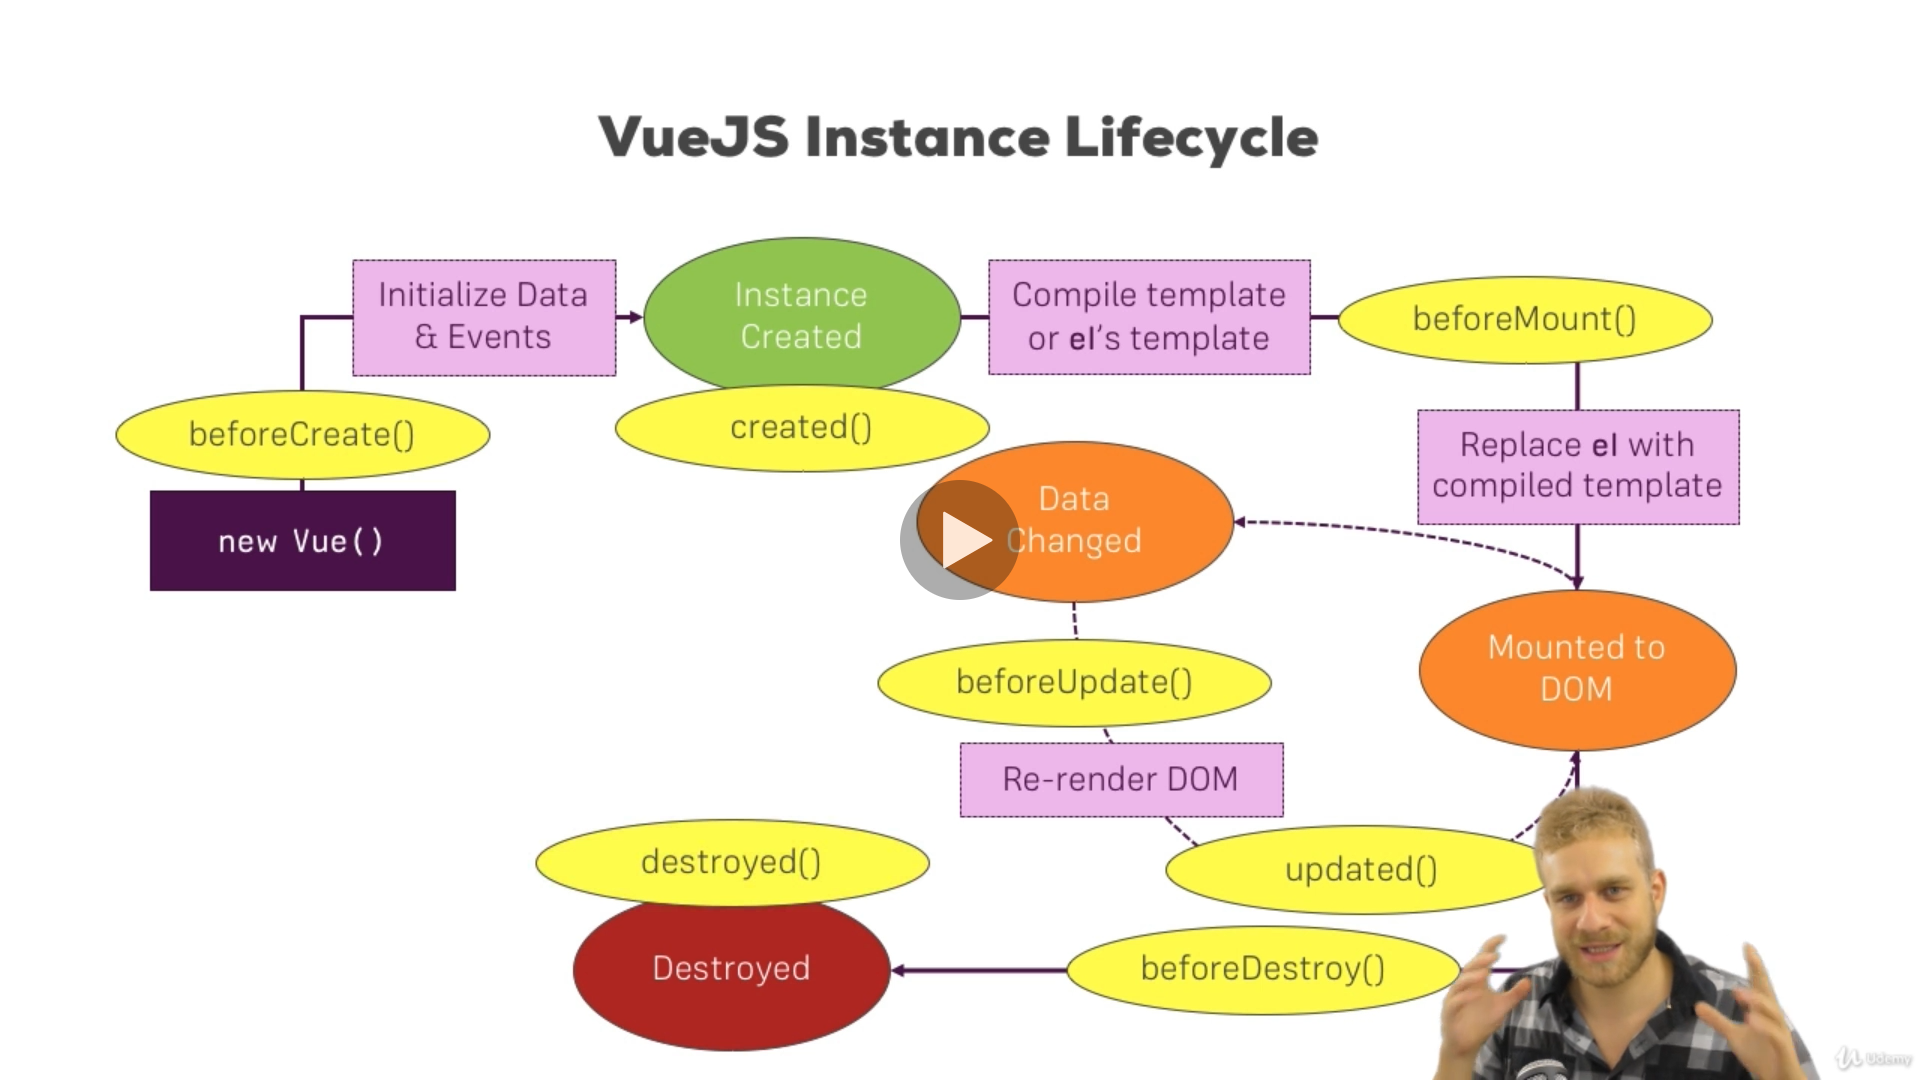 VueJS Instance Lifecycle
Initialize Data
& Events
Instance
Created
Compile template
or el's template
beforeMount()
beforeCreate()
created()
Replace el with
compiled template
new Vue()
Data
Changed
Mounted to
DOM
beforeUpdate()
Re-render DOM
destroyed()
updated()
Destroyed
beforeDestroy()
Udemy